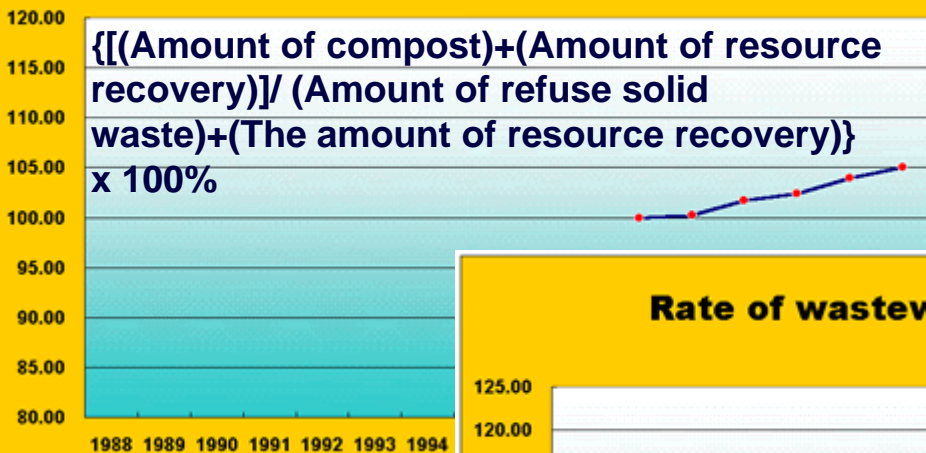 120.00
115.00
110.00
105.00
100.00
95.00
90.00
85.00
80.00
{[(Amount of compost)+(Amount of resource
recovery)]/ (Amount of refuse solid
waste)+(The amount of resource recovery)}
x 100%
1988 1989 1990 1991 1992 1993 1994
Rate of
125.00
120.00